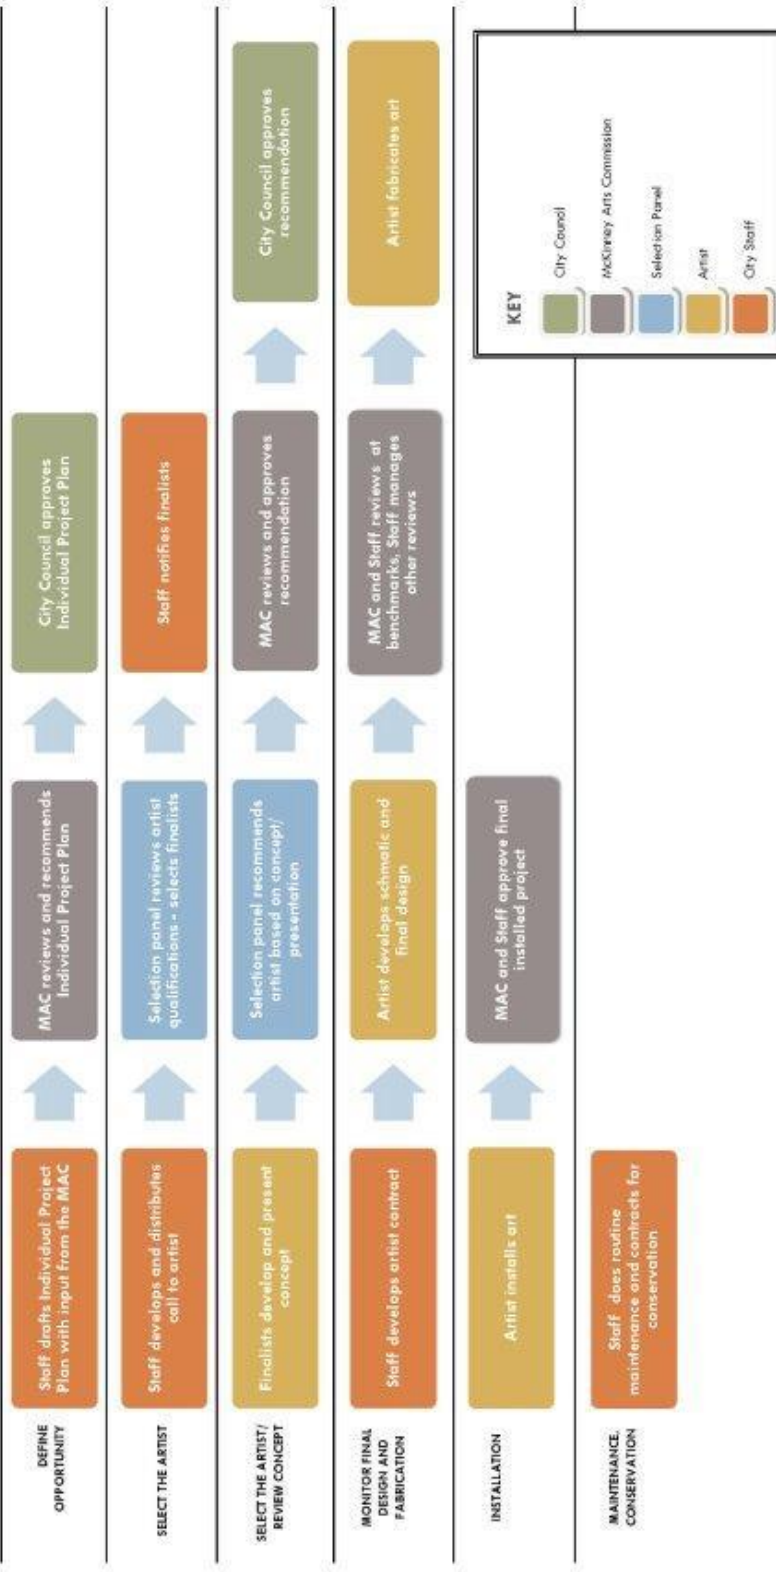 DEFINE
OPPORTUNITY
Staff drafts Individual Project
Plan with input from the MAC
MAC reviews and recommends
Individual Project Plan
City Council approves
Individual Project Plan
SELECT THE ARTIST
Staff develops and distributes
call to artist
Selection panel reviews artist
qualifications - selects finalists
Staff notifies finalists
SELECT THE ARTIST/
REVIEW CONCEPT
Finalists develop and present
concept
Selection panel recommends
artist based on concept/
presentation
MAC reviews and approves
recommendation
City Council approves
recommendation
MONITOR FINAL
DESIGN AND
FABRICATION
Staff develops artist contract
Artist develops schmatic and
final design
MAC and Staff reviews at
benchmarks, Staff manages
other reviews
Artist fabricates art
INSTALLATION
Artist installs art
MAC and Staff approve final
installed project
MAINTENANCE,
CONSERVATION
Staff does routine
maintenance and contracts for
conservation
KEY
City Council
McKinney Arts Commission
Selection Panel
Artist
City Staff